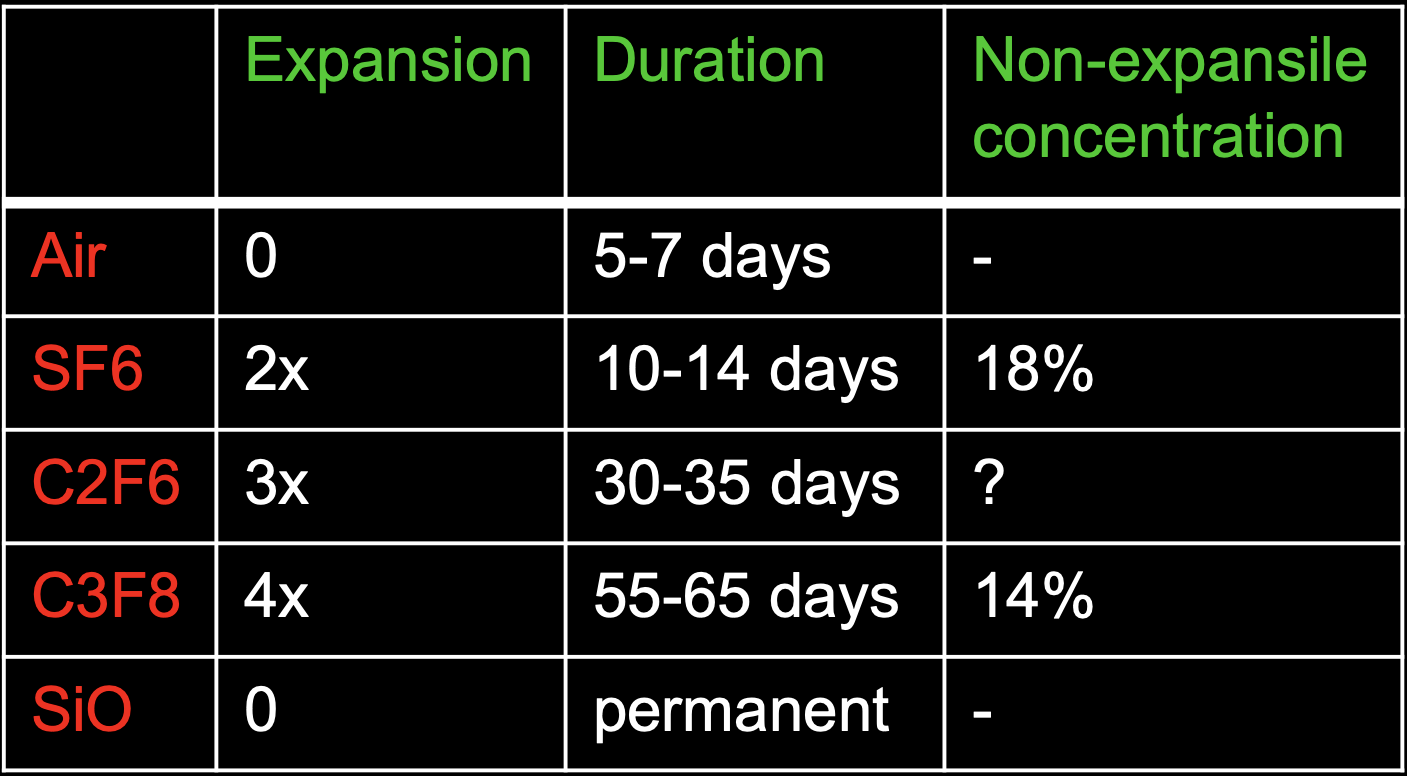 Expansion Duration Non-expansile
concentration
Air 0 5-7 days -
SF6 2x 10-14 days 18%
C2F6 3x 30-35 days ?
C3F8 4x 55-65 days 14%
SiO 0 permanent -